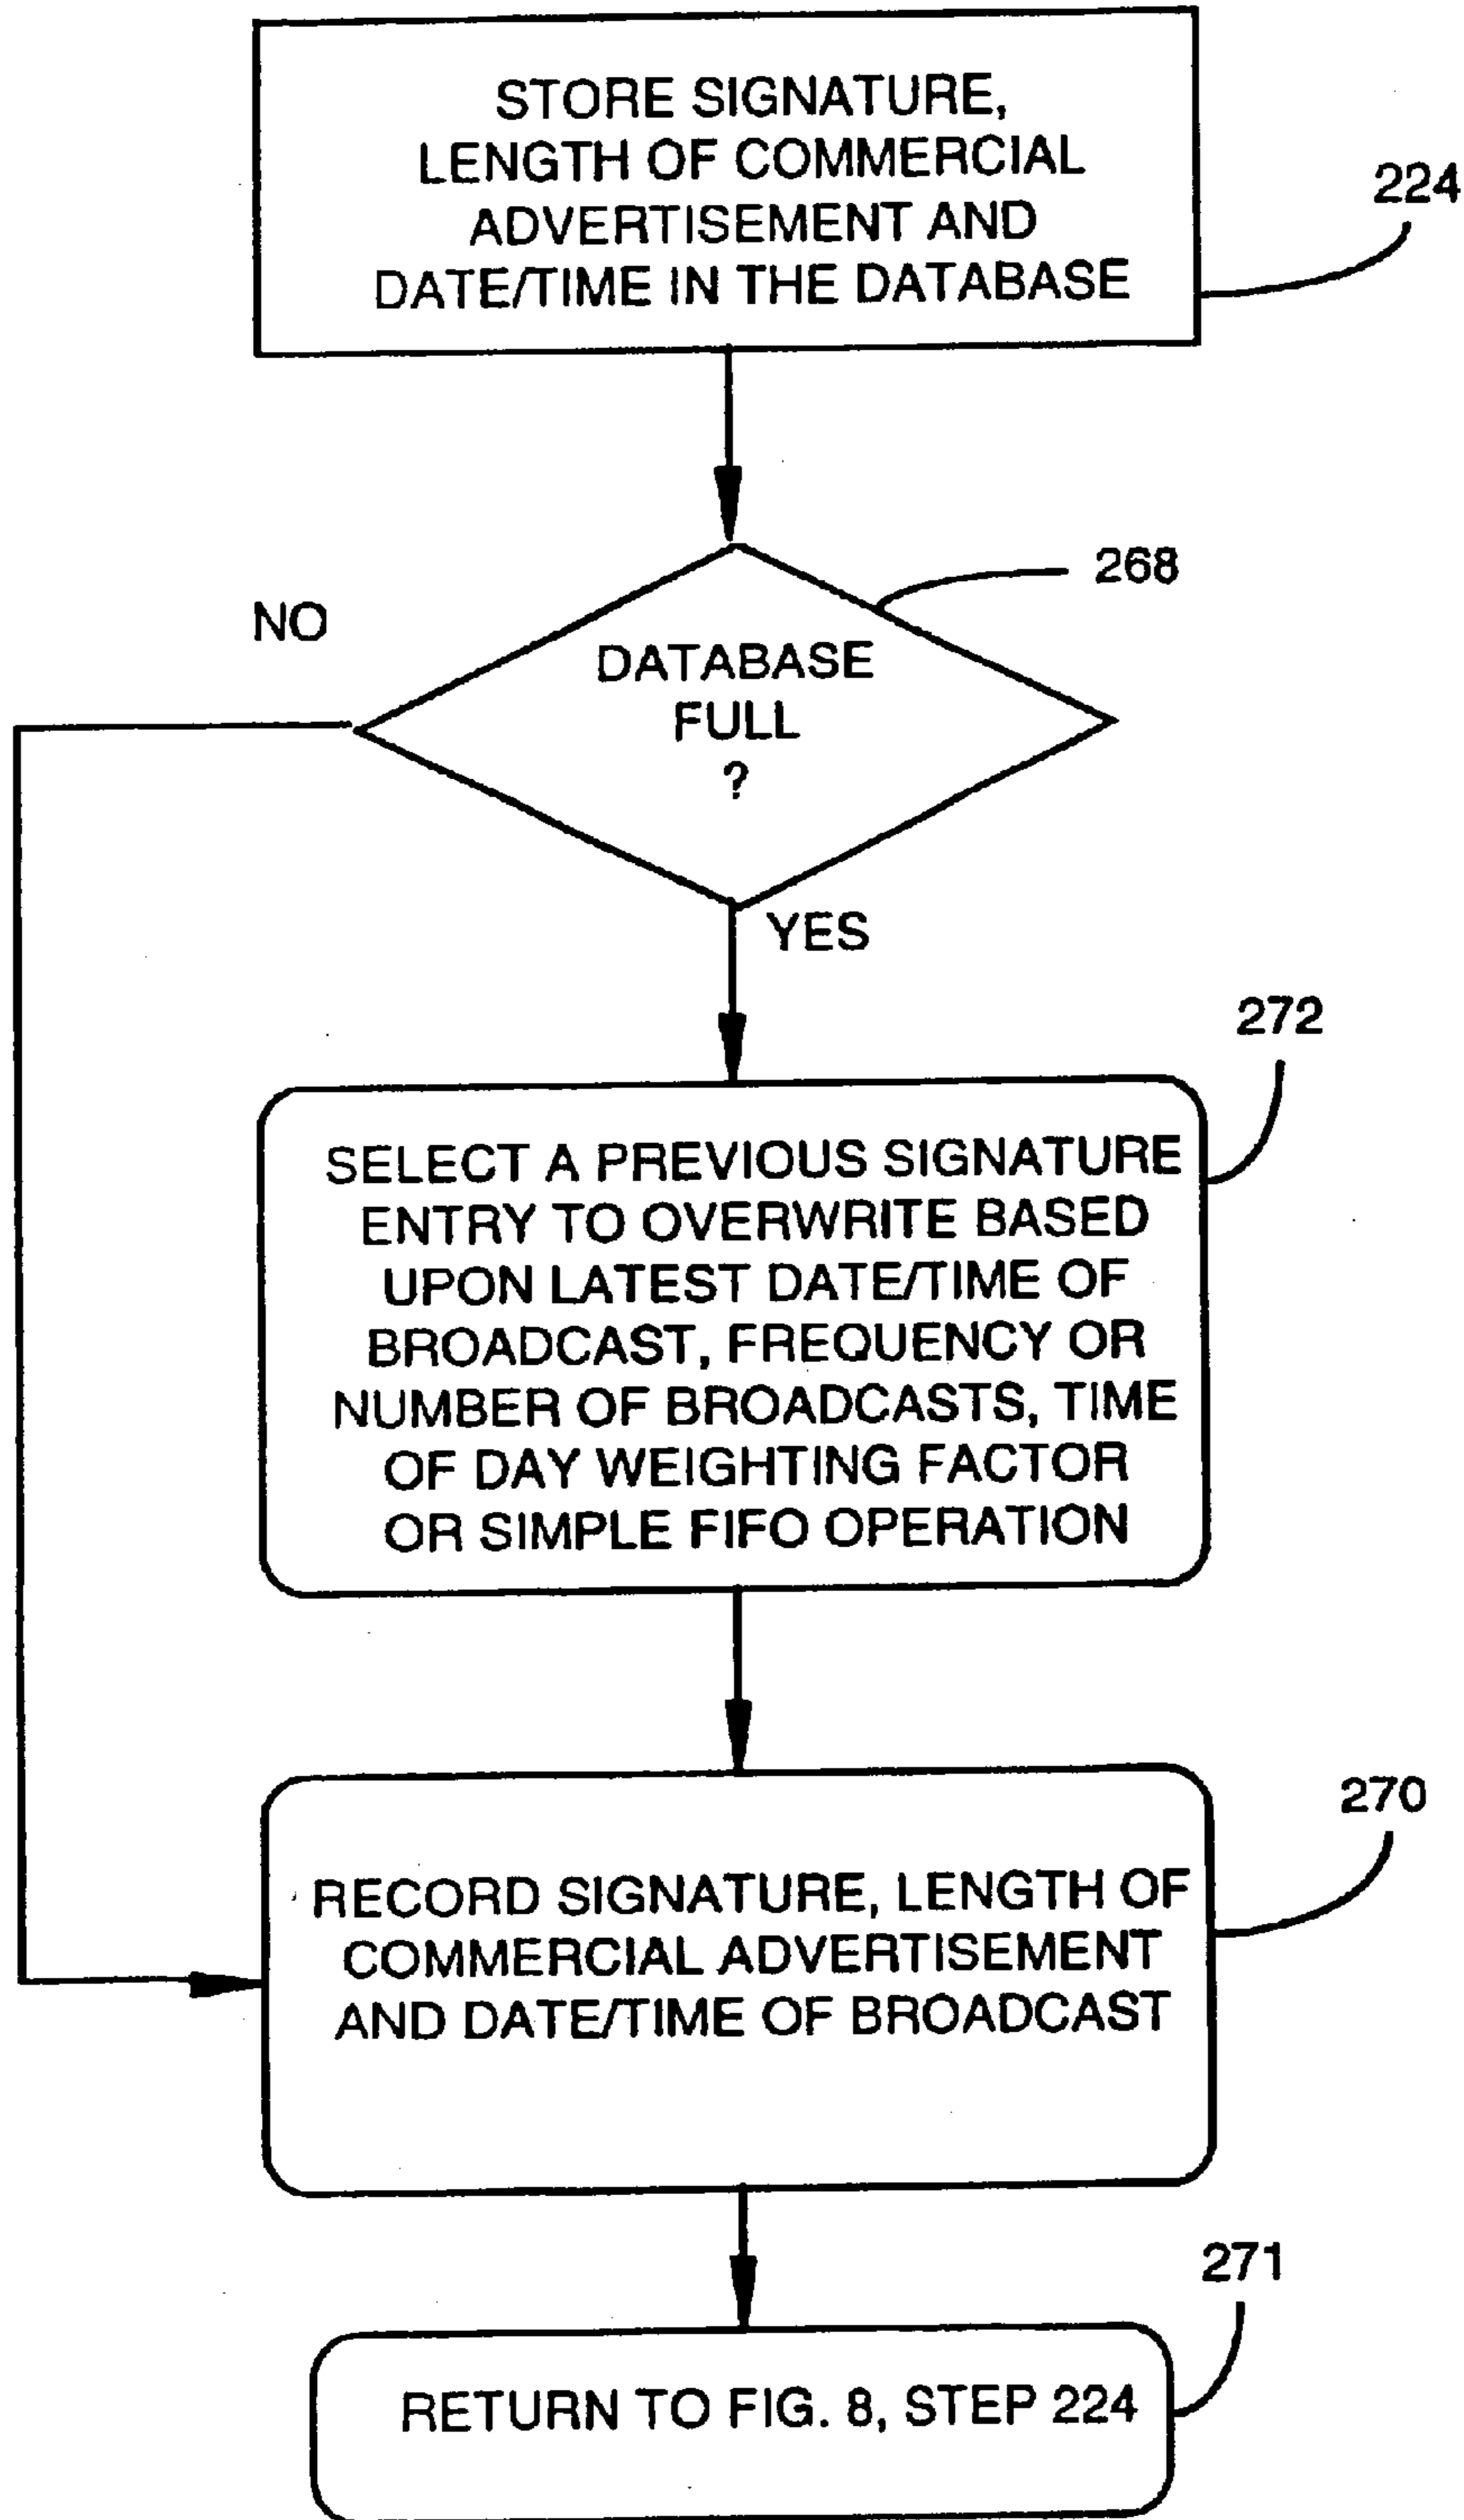 STORE SIGNATURE,
LENGTH OF COMMERCIAL
ADVERTISEMENT AND
DATE/TIME IN THE DATABASE
224
268
NO
DATABASE
FULL
?
YES
272
SELECT A PREVIOUS SIGNATURE
ENTRY TO OVERWRITE BASED
UPON LATEST DATE/TIME OF
BROADCAST, FREQUENCY OR
NUMBER OF BROADCASTS, TIME
OF DAY WEIGHTING FACTOR
OR SIMPLE FIFO OPERATION
270
RECORD SIGNATURE, LENGTH OF
COMMERCIAL ADVERTISEMENT
AND DATE/TIME OF BROADCAST
271
RETURN TO FIG. 8, STEP 224